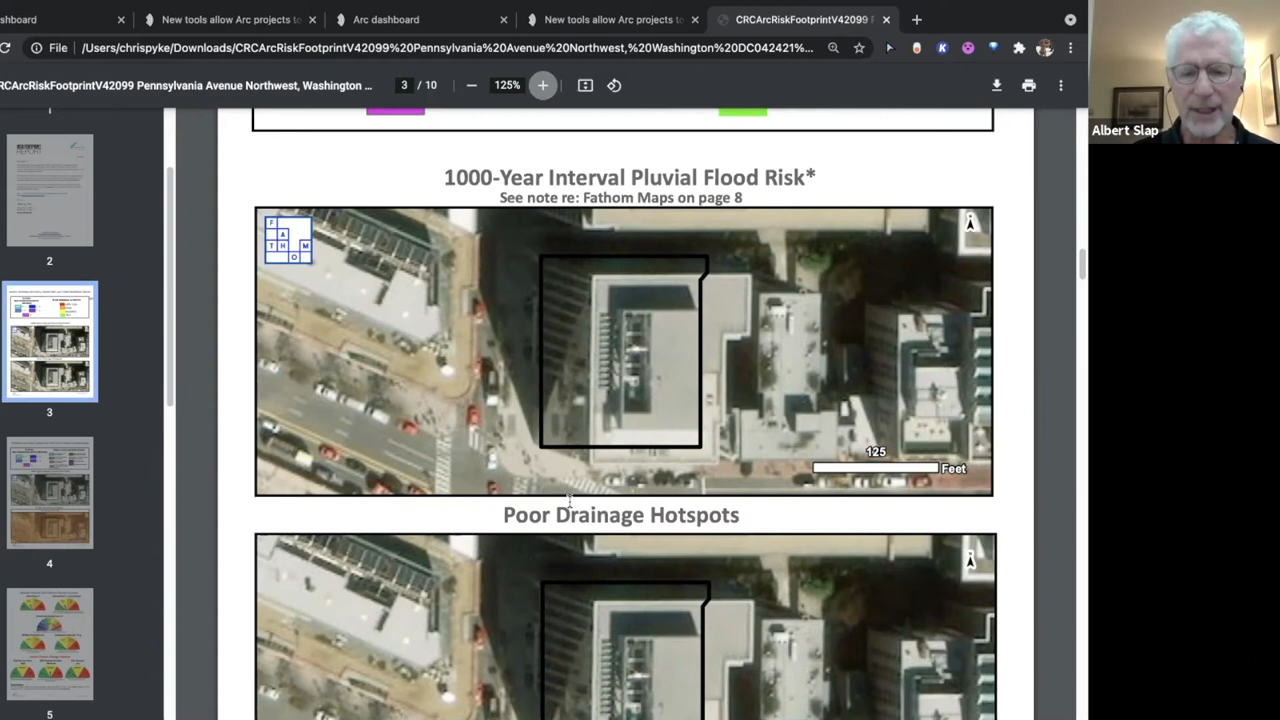 shboard
New tools allow Arc projects to
Arc dashboard
New tools allow Arc projects to
CRCArcRiskFootprintV42099 F
File
/Users/chrispyke/Downloads/CRCArcRiskFootprintV42099%20Pennsylvania%20Avenue%20Northwest,%20Washington%20DC042421%...
K
RCArcRiskFootprintV42099 Pennsylvania Avenue Northwest, Washington ...
3 / 10
125%
Albert Slap
1
2
3
4
5
1000-Year Interval Pluvial Flood Risk*
See note re: Fathom Maps on page 8
F
A
T H M
O
125
Feet
Poor Drainage Hotspots